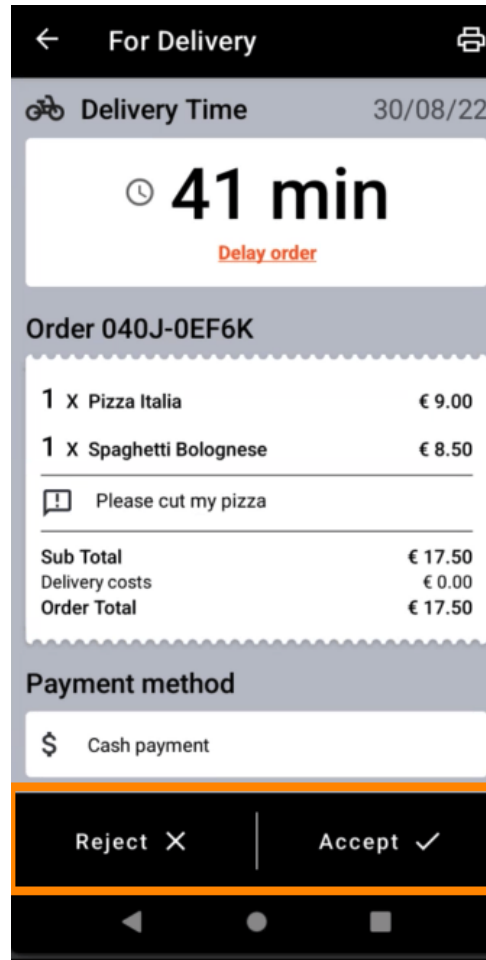 For Delivery
Delivery Time 30/08/22
41 min
Delay order
Order 040J-0EF6K
1 x Pizza Italia € 9.00
1 x Spaghetti Bolognese € 8.50
Please cut my pizza
Sub Total € 17.50
Delivery costs € 0.00
Order Total € 17.50
Payment method
$ Cash payment
Reject Accept